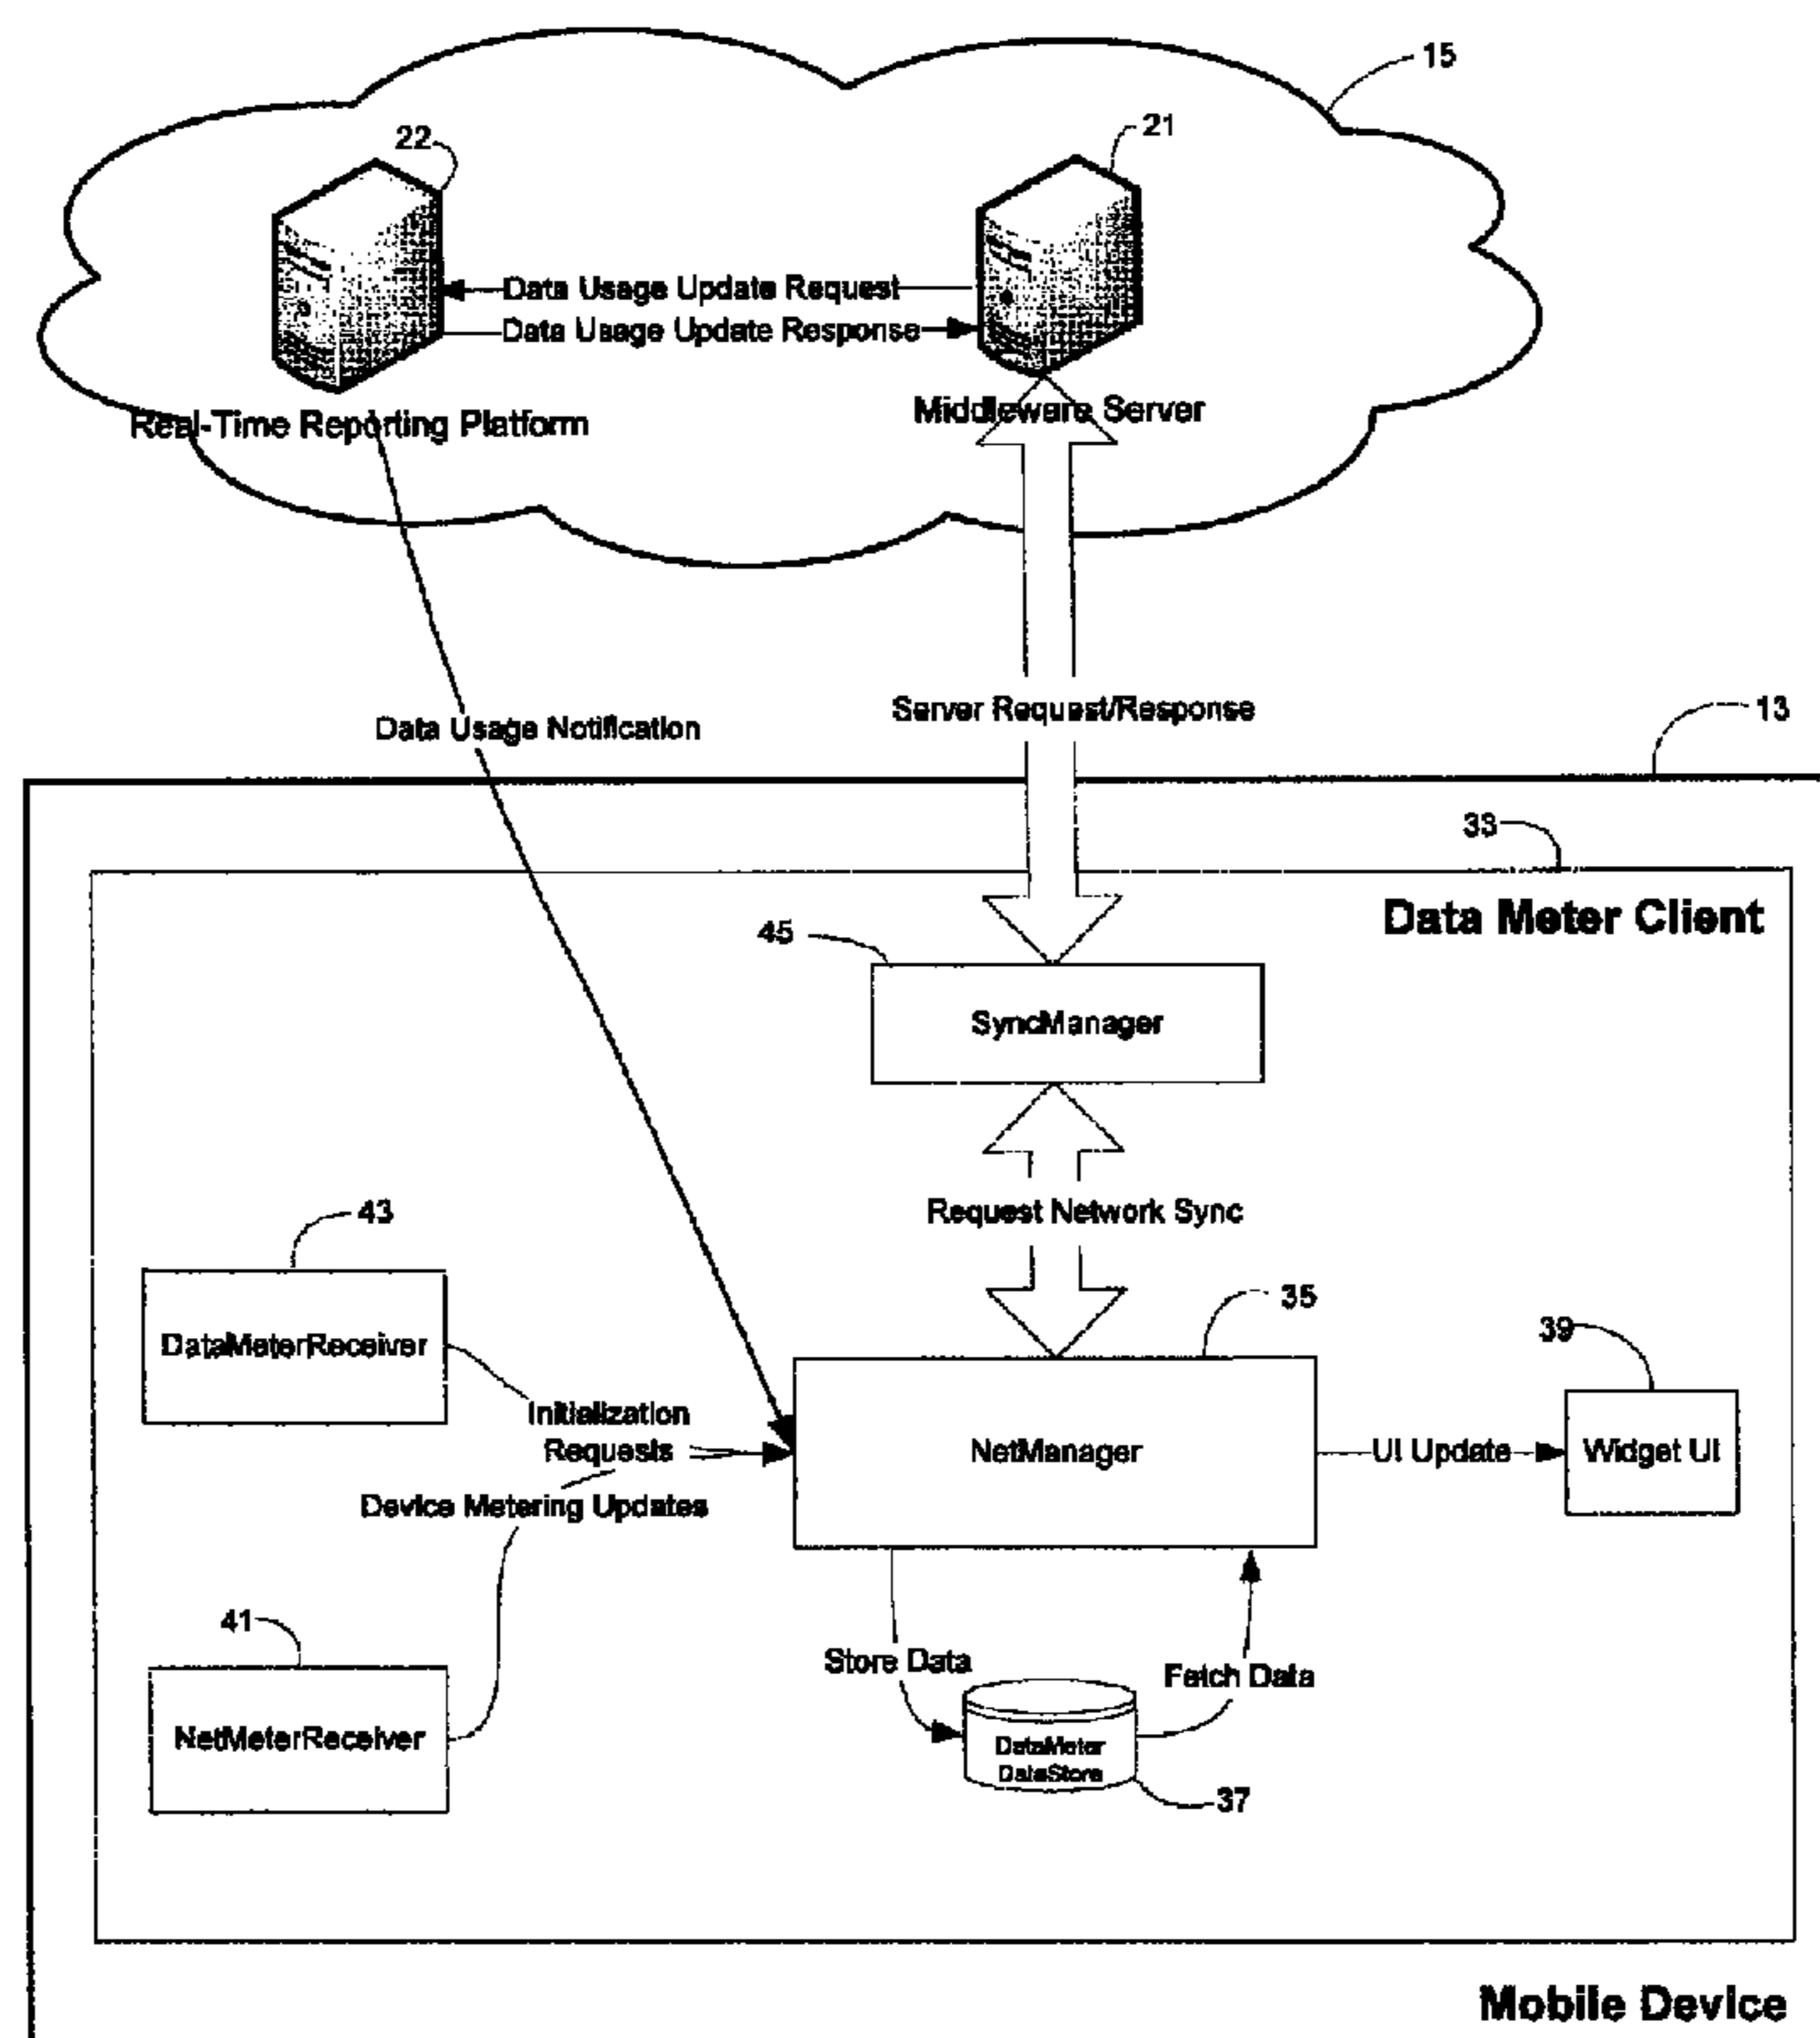 15
22
21
Data Usage Update Request
Data Usage Update Response
Real-Time Reporting Platform
Middleware Server
Server Request/Response
Data Usage Notification
13
33
Data Meter Client
45
SyncManager
Request Network Sync
43
35
39
DataMeterReceiver
Initialization
Requests
NetManager
UI Update
Widget UI
Device Metering Updates
41
Store Data
Fetch Data
NetMeterReceiver
DataMeter
DataStore
37
Mobile Device